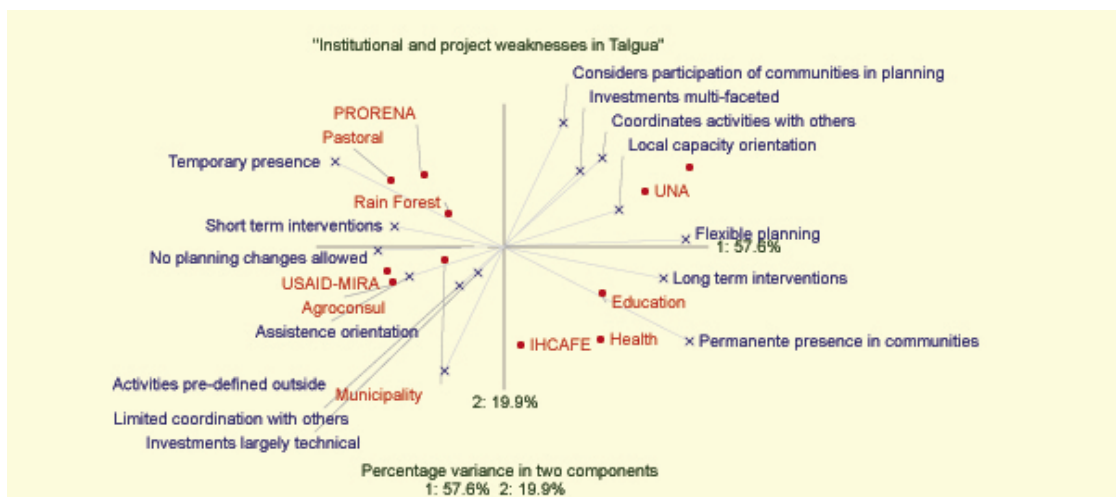 "Institutional and project weaknesses in Talgua"
Considers participation of communities in planning
Investments multi-faceted
PRORENA
Coordinates activities with others
Pastoral
Local capacity orientation
Temporary presence
UNA
Rain Forest
Short term interventions
Flexible planning
1: 57.6%
No planning changes allowed
Long term interventions
USAID-MIRA
Education
Agroconsul
Assistence orientation
IHCAFE
Health
Permanente presence in communities
Activities pre-defined outside
Municipality
2: 19.9%
Limited coordination with others
Investments largely technical
Percentage variance in two components
1: 57.6% 2: 19.9%